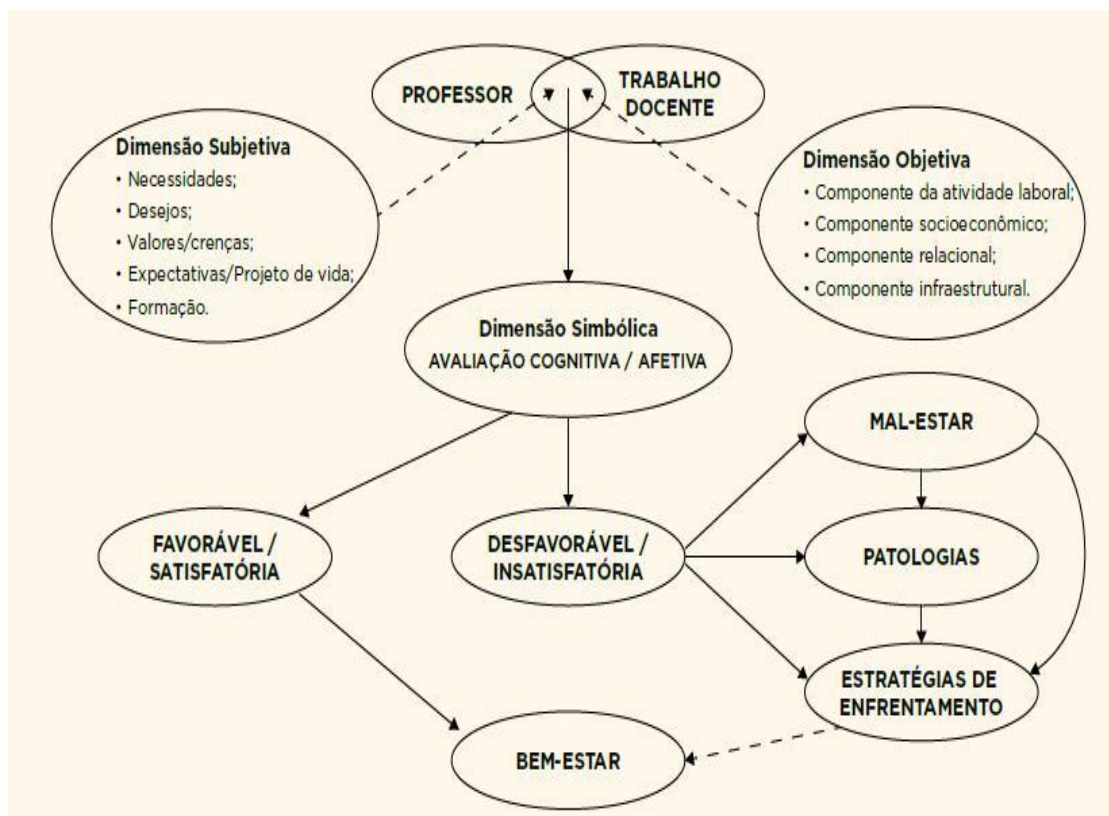 PROFESSOR
TRABALHO
DOCENTE
Dimensão Subjetiva
• Necessidades;
• Desejos;
• Valores/crenças;
• Expectativas/Projeto de vida;
• Formação.
Dimensão Objetiva
• Componente da atividade laboral;
• Componente socioeconômico;
• Componente relacional;
• Componente infraestrutural.
Dimensão Simbólica
AVALIAÇÃO COGNITIVA / AFETIVA
FAVORÁVEL /
SATISFATÓRIA
DESFAVORÁVEL /
INSATISFATÓRIA
MAL-ESTAR
PATOLOGIAS
ESTRATÉGIAS DE
ENFRENTAMENTO
BEM-ESTAR